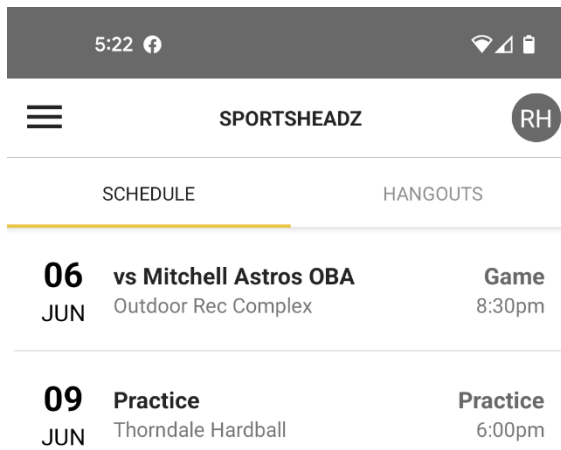 5:22
SPORTSHEADZ
RH
SCHEDULE
HANGOUTS
06 vs Mitchell Astros OBA Game
JUN Outdoor Rec Complex 8:30pm
09 Practice Practice
JUN Thorndale Hardball 6:00pm